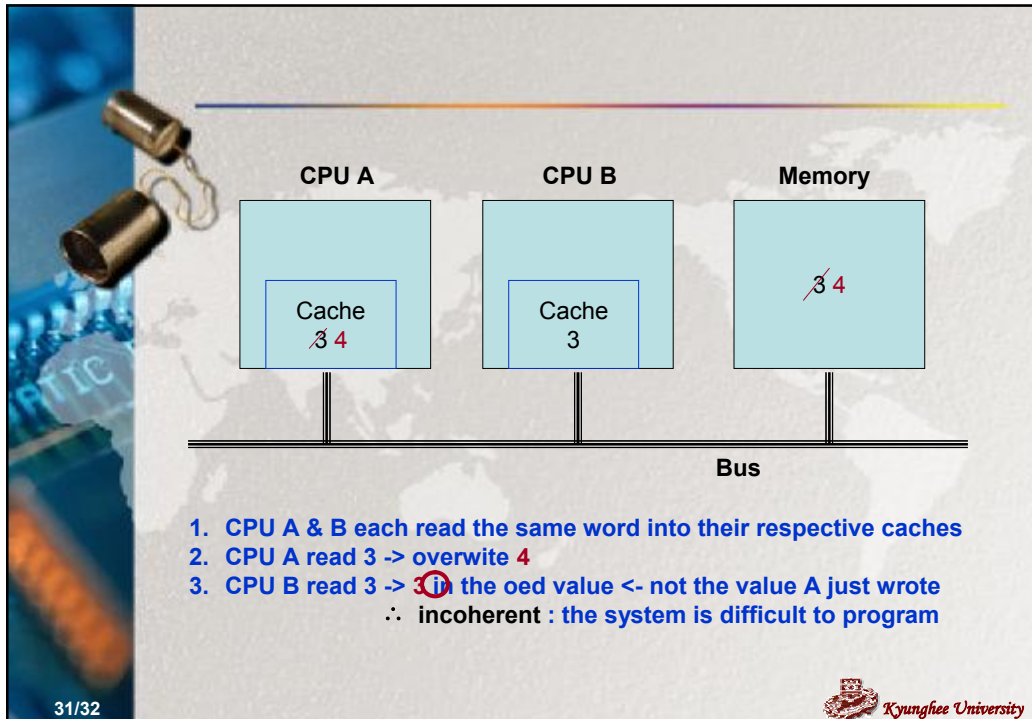 CPU A CPU B Memory
Cache Cache 3 4
3 4 3
Bus
1. CPU A & B each read the same word into their respective caches
2. CPU A read 3 -> overwite 4
3. CPU B read 3 -> 3 in the oed value <- not the value A just wrote
∴ incoherent : the system is difficult to program
ATIC
31/32 Kyunghee University